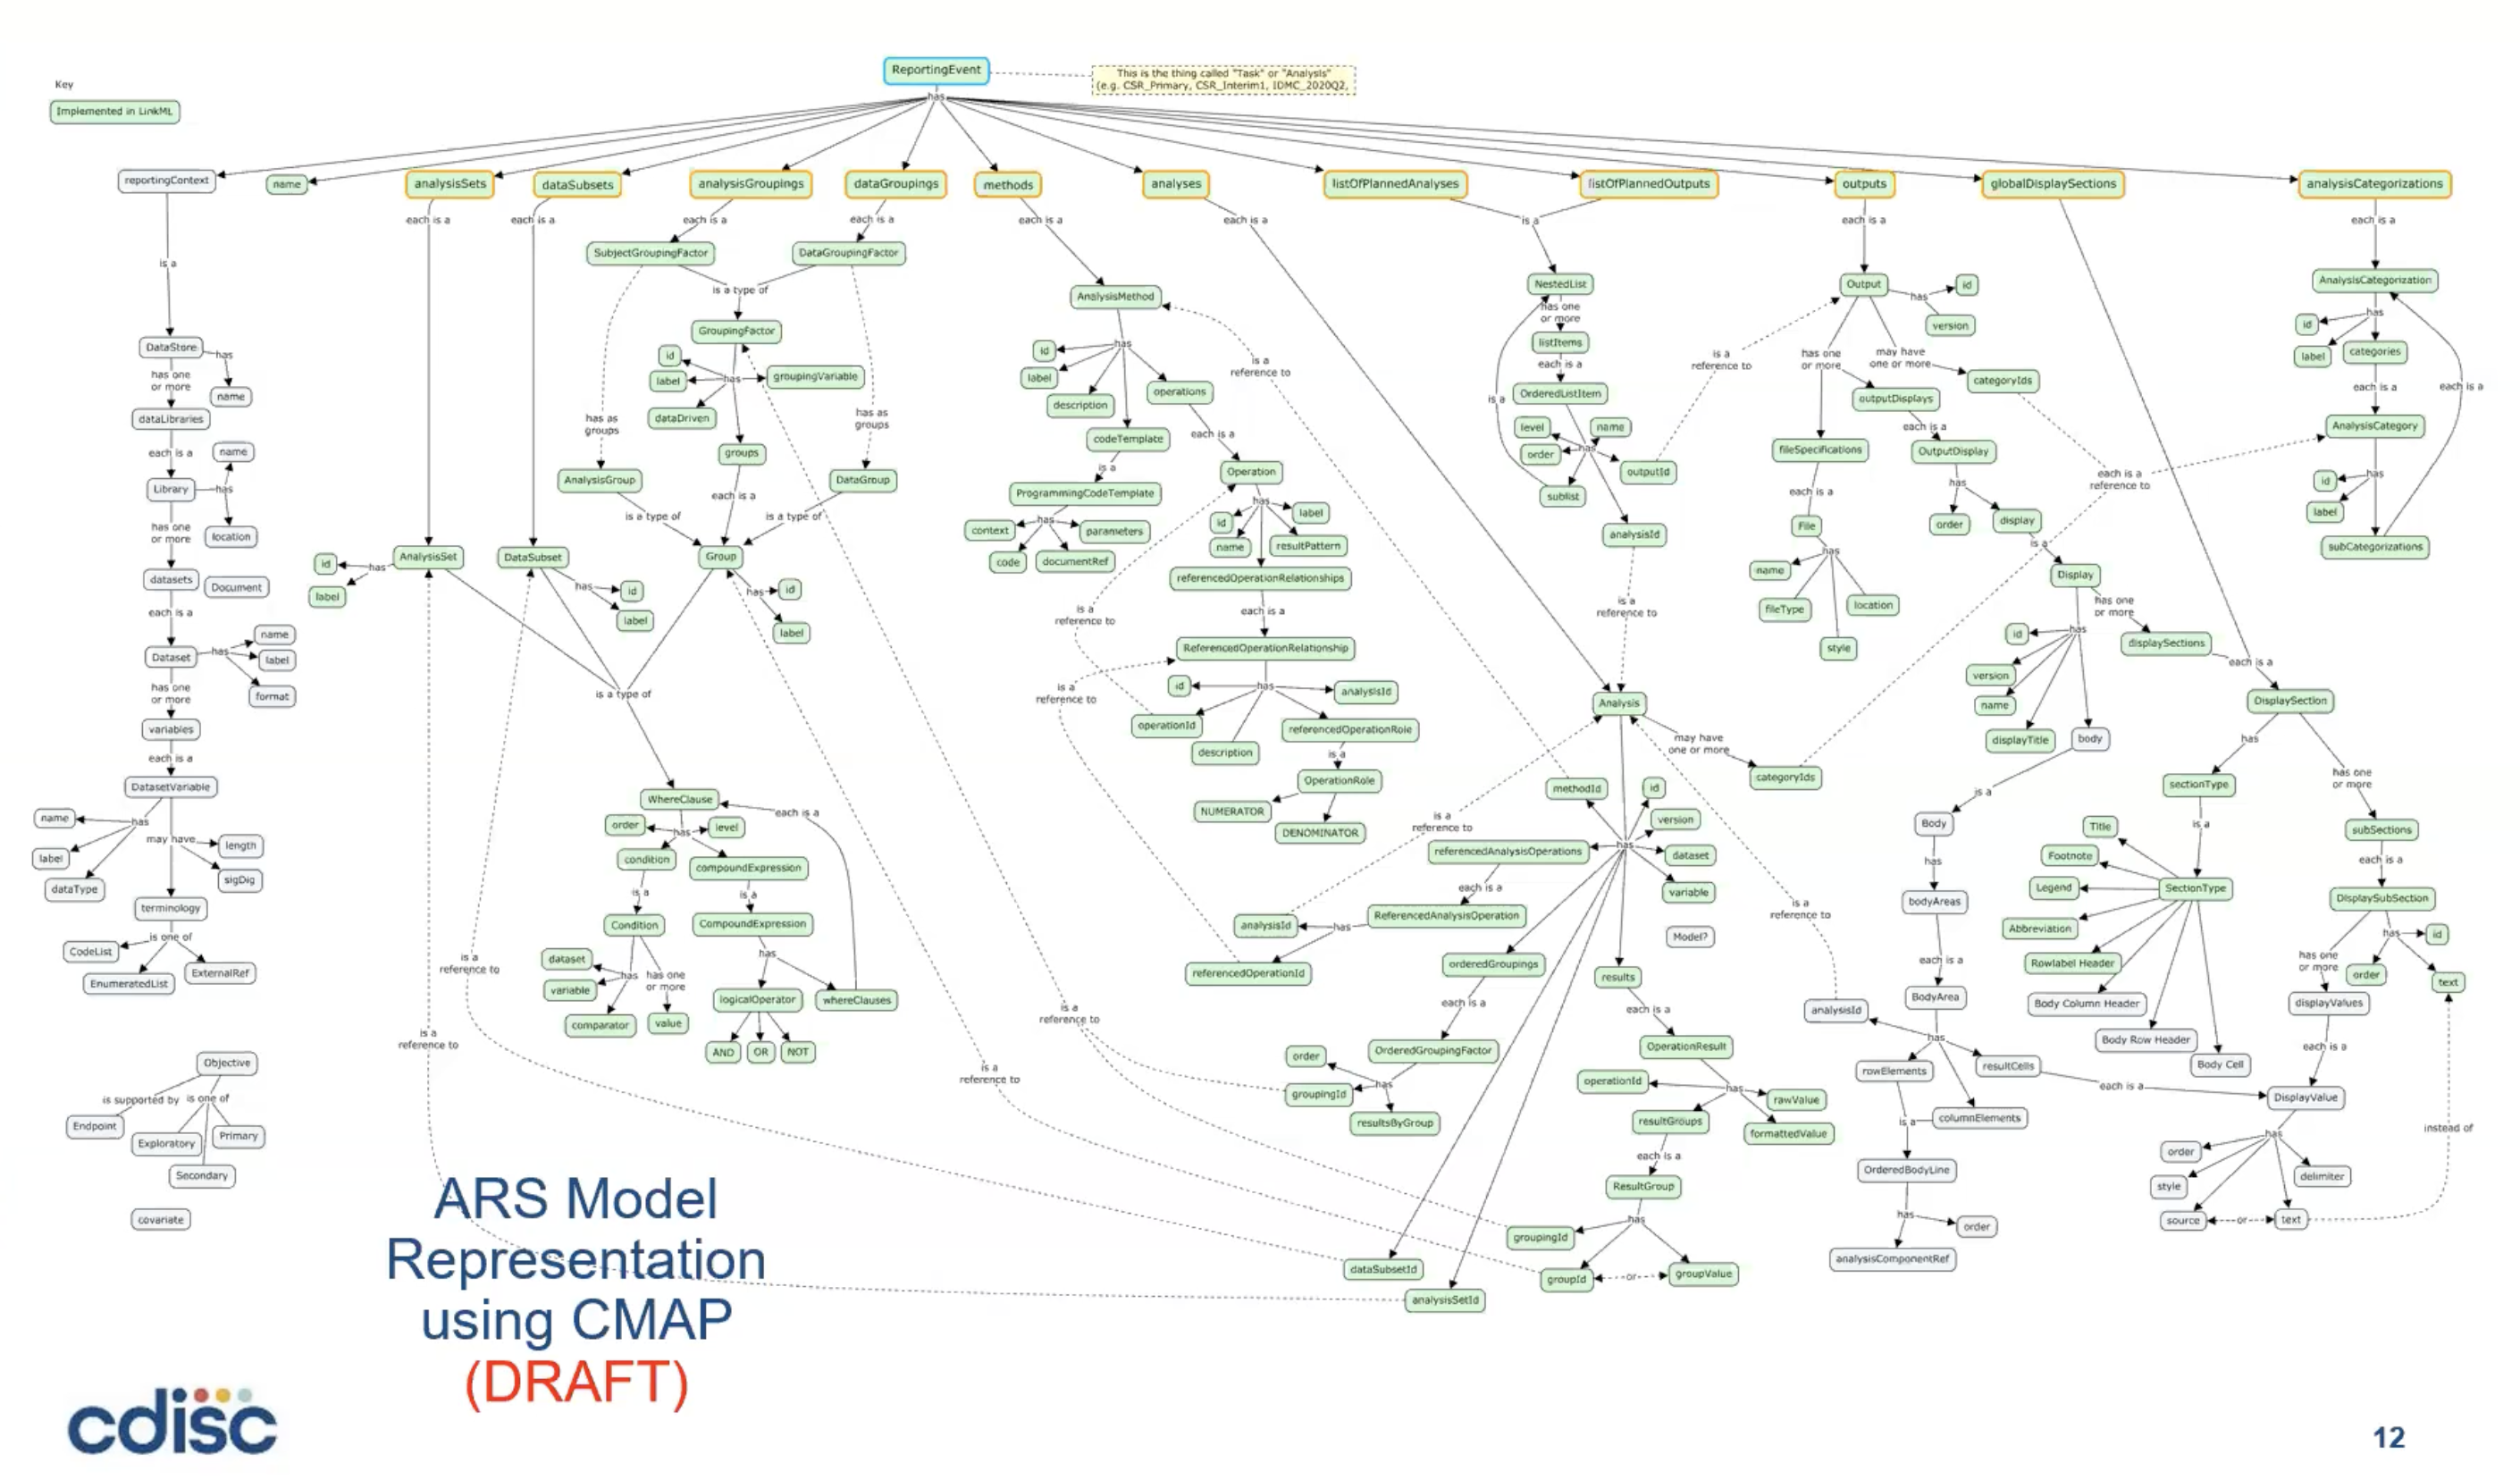 ReportingEvent
This is the thing called "Task" or "Analysis"
(e.g. CSR_Primary, CSR_Interim1, IDMC_2020Q2,
Key
Implemented in LinkML
has
reportingContext
name
analysisSets
dataSubsets
analysisGroupings
dataGroupings
methods
analyses
listOfPlannedAnalyses
listOfPlannedOutputs
outputs
globalDisplaySections
analysisCategorizations
is a
DataStore
has
name
has one
or more
dataLibraries
each is a
name
Library
has
location
has one
or more
datasets
Document
each is a
name
Dataset
has
label
format
has one
or more
variables
each is a
DatasetVariable
name
has
label
dataType
may have
length
sigDig
terminology
is one of
CodeList
EnumeratedList
ExternalRef
Objective
is supported by
is one of
Endpoint
Exploratory
Primary
Secondary
covariate
each is a
AnalysisSet
has
id
label
is a
reference to
each is a
DataSubset
has
id
label
is a
reference to
each is a
SubjectGroupingFactor
each is a
DataGroupingFactor
is a type of
GroupingFactor
id
label
has
groupingVariable
dataDriven
has as
groups
has as
groups
groups
AnalysisGroup
DataGroup
each is a
is a type of
is a type of
Group
has
id
label
is a type of
WhereClause
each is a
order
has
level
condition
compoundExpression
is a
is a
Condition
CompoundExpression
dataset
has
variable
comparator
has one
or more
value
has
logicalOperator
whereClauses
AND
OR
NOT
is a
reference to
is a
reference to
each is a
AnalysisMethod
has
id
label
description
operations
codeTemplate
each is a
is a
ProgrammingCodeTemplate
has
context
parameters
code
documentRef
Operation
has
id
label
name
resultPattern
referencedOperationRelationships
is a
reference to
each is a
ReferencedOperationRelationship
is a
reference to
id
has
analysisId
operationId
referencedOperationRole
description
is a
OperationRole
NUMERATOR
DENOMINATOR
is a
reference to
each is a
is a
NestedList
has one
or more
listItems
each is a
OrderedListItem
is a
level
name
order
has
outputId
sublist
analysisId
is a
reference to
is a
reference to
Analysis
may have
one or more
categoryIds
methodId
id
version
is a
reference to
referencedAnalysisOperations
has
dataset
variable
each is a
ReferencedAnalysisOperation
analysisId
has
referencedOperationId
Model?
orderedGroupings
results
each is a
each is a
OrderedGroupingFactor
OperationResult
order
has
groupingId
resultsByGroup
operationId
has
rawValue
resultGroups
formattedValue
each is a
ResultGroup
has
groupingId
groupId
or
groupValue
dataSubsetId
analysisSetId
each is a
Output
has
id
version
has one
or more
may have
one or more
categoryIds
outputDisplays
each is a
fileSpecifications
OutputDisplay
each is a
has
File
order
display
has
name
fileType
location
style
is a
Display
has one
or more
has
id
displaySections
version
name
displayTitle
body
is a
Body
has
bodyAreas
is a
reference to
each is a
BodyArea
analysisId
has
rowElements
resultCells
each is a
is a
columnElements
OrderedBodyLine
has
order
analysisComponentRef
each is a
reference to
each is a
DisplaySection
has
has one
or more
sectionType
subSections
is a
Title
Footnote
Legend
SectionType
Abbreviation
Rowlabel Header
Body Column Header
Body Row Header
Body Cell
each is a
DisplaySubSection
has
id
has one
or more
order
text
displayValues
each is a
DisplayValue
has
order
style
delimiter
source
or
text
instead of
each is a
AnalysisCategorization
has
id
label
categories
each is a
each is a
AnalysisCategory
has
id
label
subCategorizations
ARS Model
Representation
using CMAP
(DRAFT)
cdisc
12